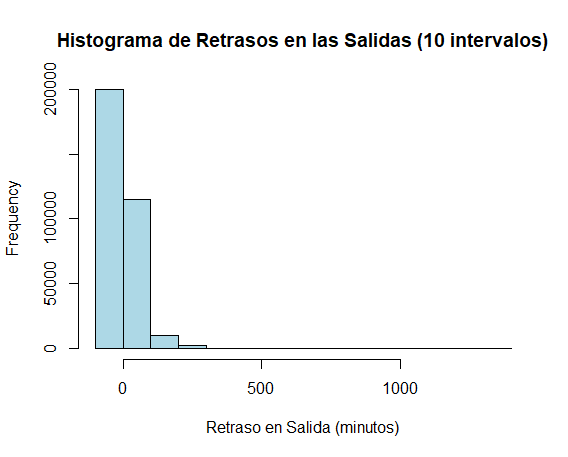 Histograma de Retrasos en las Salidas (10 intervalos)
Frequency
200000
100000
50000
0
0 500 1000
Retraso en Salida (minutos)